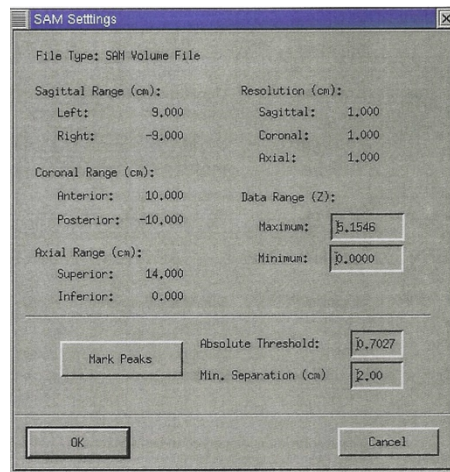 SAM Setttings
File Type: SAM Volume File
Sagittal Range (cm):
Left: 9.000
Right: -9.000
Coronal Range (cm):
Anterior: 10.000
Posterior: -10.000
Axial Range (cm):
Superior: 14.000
Inferior: 0.000
Resolution (cm):
Sagittal: 1.000
Coronal: 1.000
Axial: 1.000
Data Range (Z):
Maximum: 5.1546
Minimum: 0.0000
Mark Peaks
Absolute Threshold: 0.7027
Min. Separation (cm) 2.00
OK
Cancel